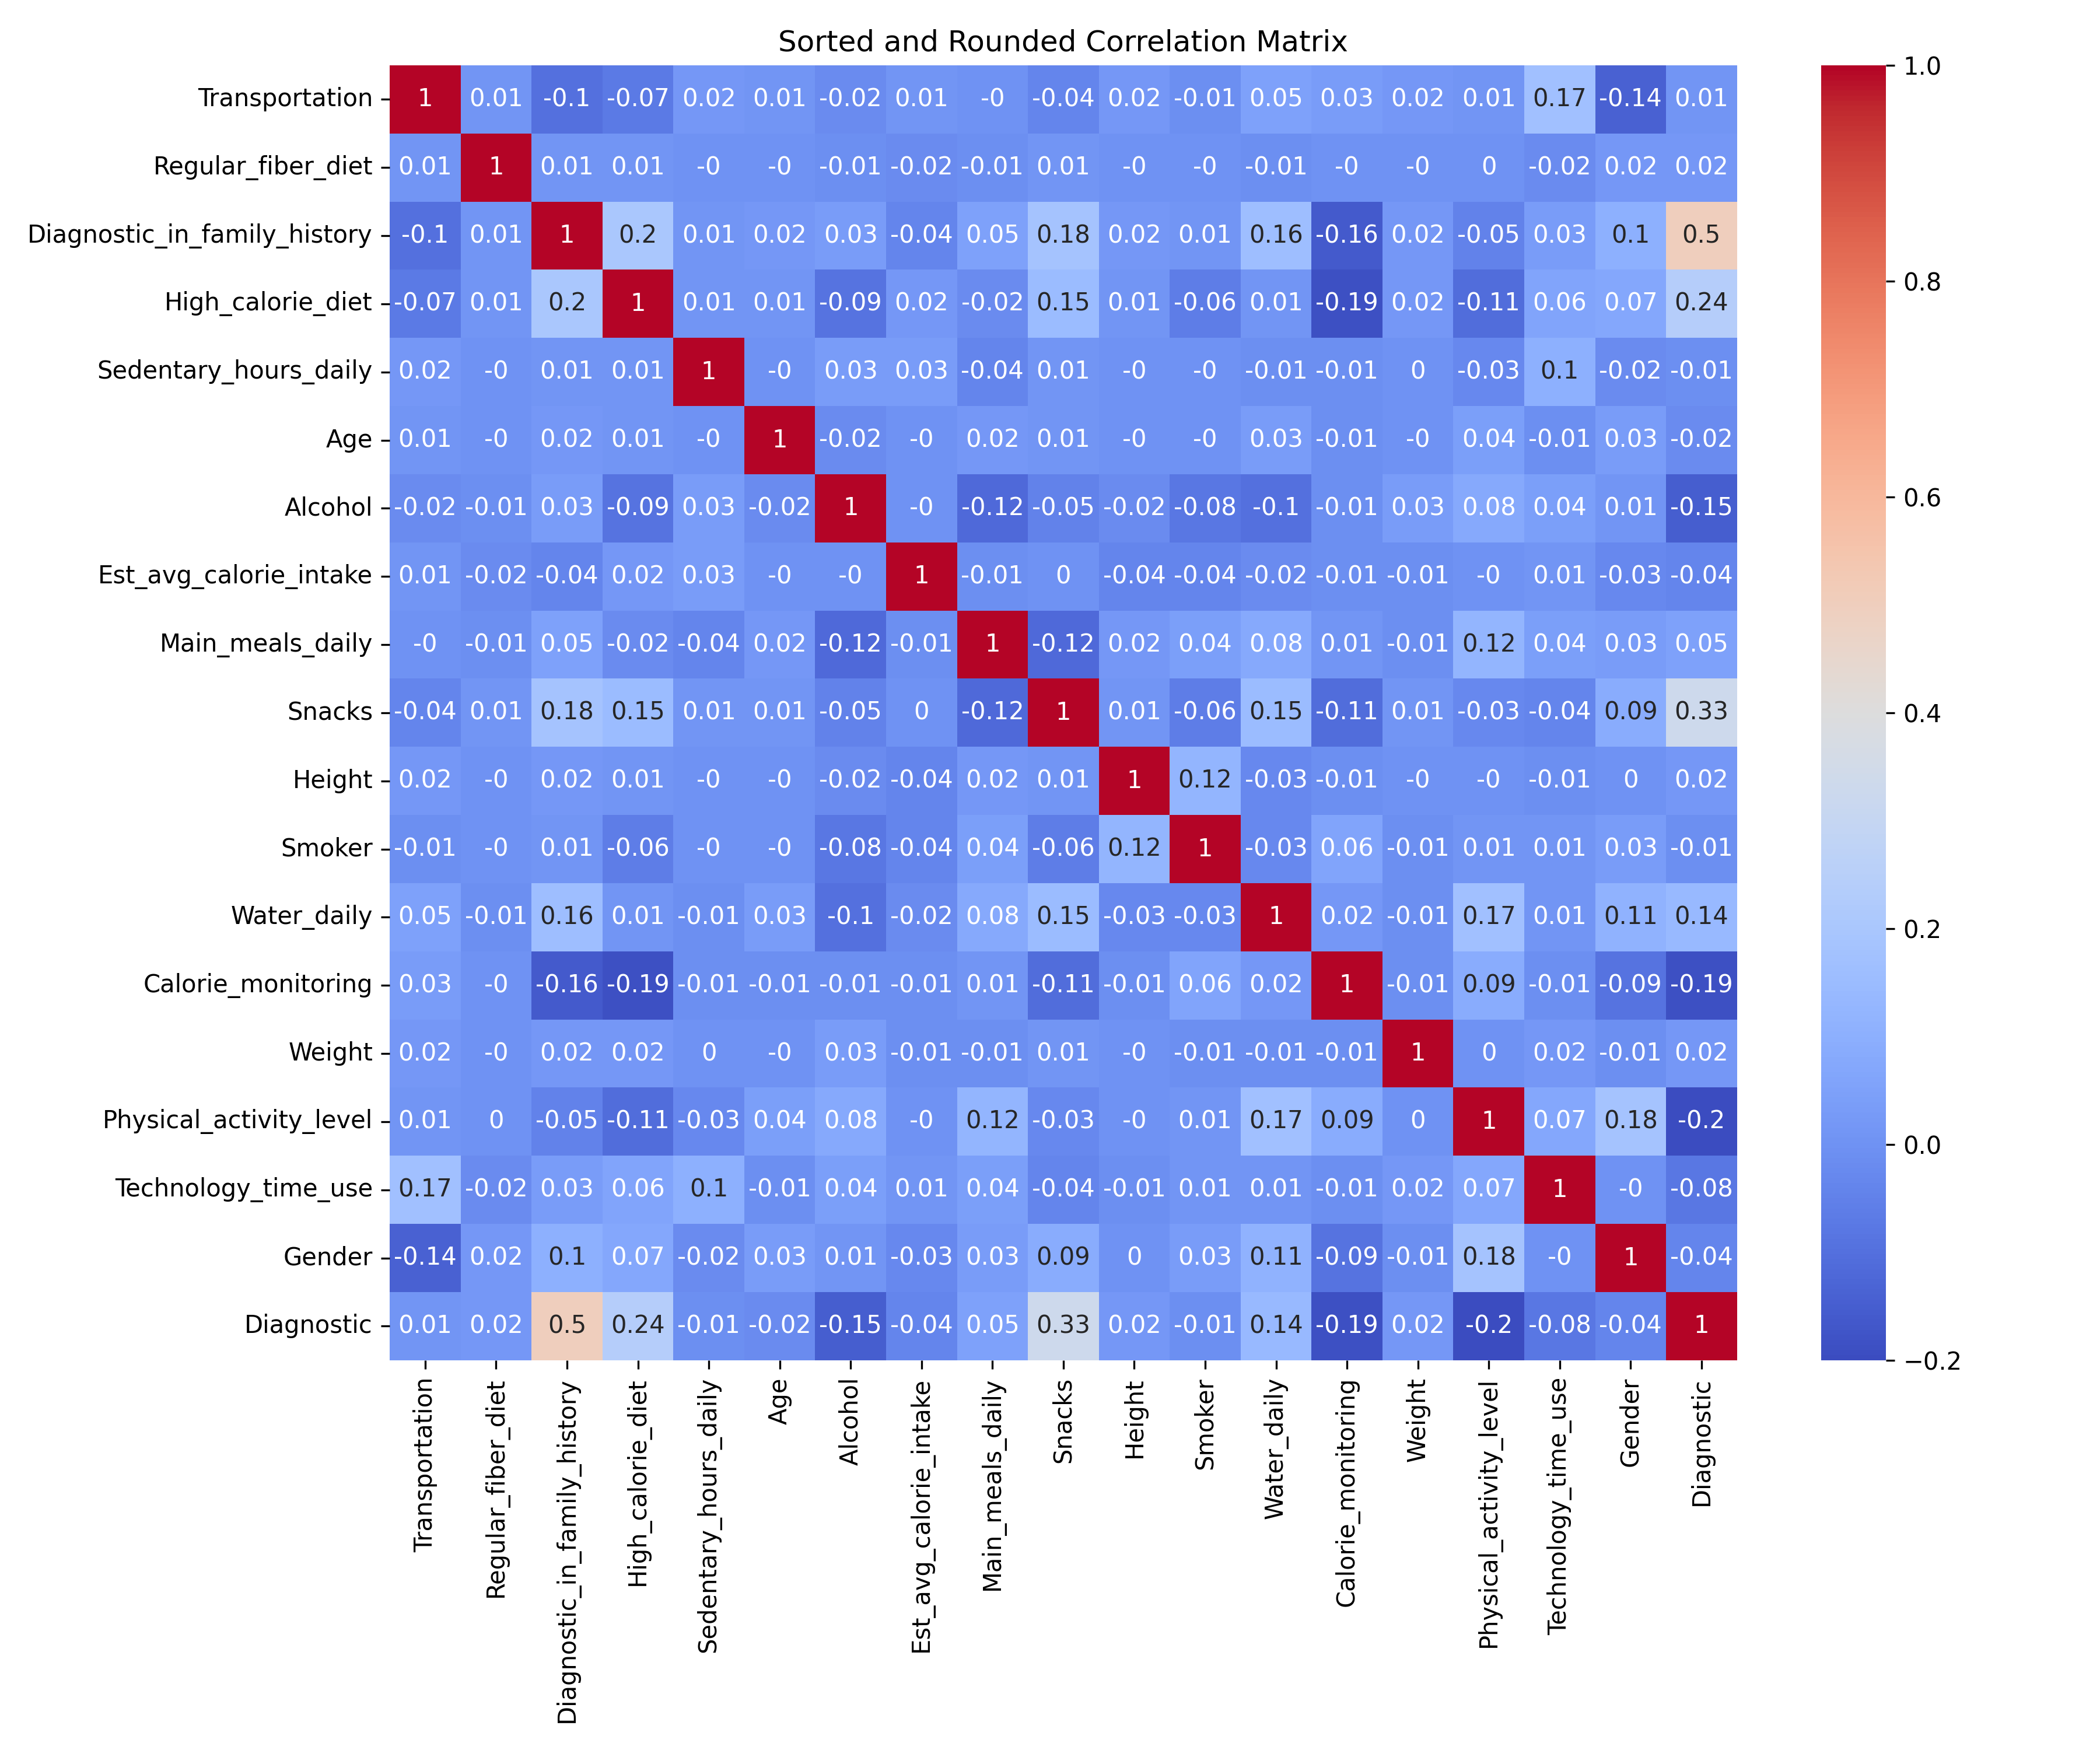 Sorted and Rounded Correlation Matrix
Transportation 1 0.01 -0.1 -0.07 0.02 0.01 -0.02 0.01 -0 -0.04 0.02 -0.01 0.05 0.03 0.02 0.01 0.17 -0.14 0.01
Regular_fiber_diet 0.01 1 0.01 0.01 -0 -0 -0.01 -0.02 -0.01 0.01 -0 -0 -0.01 -0 -0 0 -0.02 0.02 0.02
Diagnostic_in_family_history -0.1 0.01 1 0.2 0.01 0.02 0.03 -0.04 0.05 0.18 0.02 0.01 0.16 -0.16 0.02 -0.05 0.03 0.1 0.5
High_calorie_diet -0.07 0.01 0.2 1 0.01 0.01 -0.09 0.02 -0.02 0.15 0.01 -0.06 0.01 -0.19 0.02 -0.11 0.06 0.07 0.24
Sedentary_hours_daily 0.02 -0 0.01 0.01 1 -0 0.03 0.03 -0.04 0.01 -0 -0 -0.01 -0.01 0 -0.03 0.1 -0.02 -0.01
Age 0.01 -0 0.02 0.01 -0 1 -0.02 -0 0.02 0.01 -0 -0 0.03 -0.01 -0 0.04 -0.01 0.03 -0.02
Alcohol -0.02 -0.01 0.03 -0.09 0.03 -0.02 1 -0 -0.12 -0.05 -0.02 -0.08 -0.1 -0.01 0.03 0.08 0.04 0.01 -0.15
Est_avg_calorie_intake 0.01 -0.02 -0.04 0.02 0.03 -0 -0 1 -0.01 0 -0.04 -0.04 -0.02 -0.01 -0.01 -0 0.01 -0.03 -0.04
Main_meals_daily -0 -0.01 0.05 -0.02 -0.04 0.02 -0.12 -0.01 1 -0.12 0.02 0.04 0.08 0.01 -0.01 0.12 0.04 0.03 0.05
Snacks -0.04 0.01 0.18 0.15 0.01 0.01 -0.05 0 -0.12 1 0.01 -0.06 0.15 -0.11 0.01 -0.03 -0.04 0.09 0.33
Height 0.02 -0 0.02 0.01 -0 -0 -0.02 -0.04 0.02 0.01 1 0.12 -0.03 -0.01 -0 -0 -0.01 0 0.02
Smoker -0.01 -0 0.01 -0.06 -0 -0 -0.08 -0.04 0.04 -0.06 0.12 1 -0.03 0.06 -0.01 0.01 0.01 0.03 -0.01
Water_daily 0.05 -0.01 0.16 0.01 -0.01 0.03 -0.1 -0.02 0.08 0.15 -0.03 -0.03 1 0.02 -0.01 0.17 0.01 0.11 0.14
Calorie_monitoring 0.03 -0 -0.16 -0.19 -0.01 -0.01 -0.01 -0.01 0.01 -0.11 -0.01 0.06 0.02 1 -0.01 0.09 -0.01 -0.09 -0.19
Weight 0.02 -0 0.02 0.02 0 -0 0.03 -0.01 -0.01 0.01 -0 -0.01 -0.01 -0.01 1 0 0.02 -0.01 0.02
Physical_activity_level 0.01 0 -0.05 -0.11 -0.03 0.04 0.08 -0 0.12 -0.03 -0 0.01 0.17 0.09 0 1 0.07 0.18 -0.2
Technology_time_use 0.17 -0.02 0.03 0.06 0.1 -0.01 0.04 0.01 0.04 -0.04 -0.01 0.01 0.01 -0.01 0.02 0.07 1 -0 -0.08
Gender -0.14 0.02 0.1 0.07 -0.02 0.03 0.01 -0.03 0.03 0.09 0 0.03 0.11 -0.09 -0.01 0.18 -0 1 -0.04
Diagnostic 0.01 0.02 0.5 0.24 -0.01 -0.02 -0.15 -0.04 0.05 0.33 0.02 -0.01 0.14 -0.19 0.02 -0.2 -0.08 -0.04 1
Transportation
Regular_fiber_diet
Diagnostic_in_family_history
High_calorie_diet
Sedentary_hours_daily
Age
Alcohol
Est_avg_calorie_intake
Main_meals_daily
Snacks
Height
Smoker
Water_daily
Calorie_monitoring
Weight
Physical_activity_level
Technology_time_use
Gender
Diagnostic
1.0
0.8
0.6
0.4
0.2
0.0
−0.2